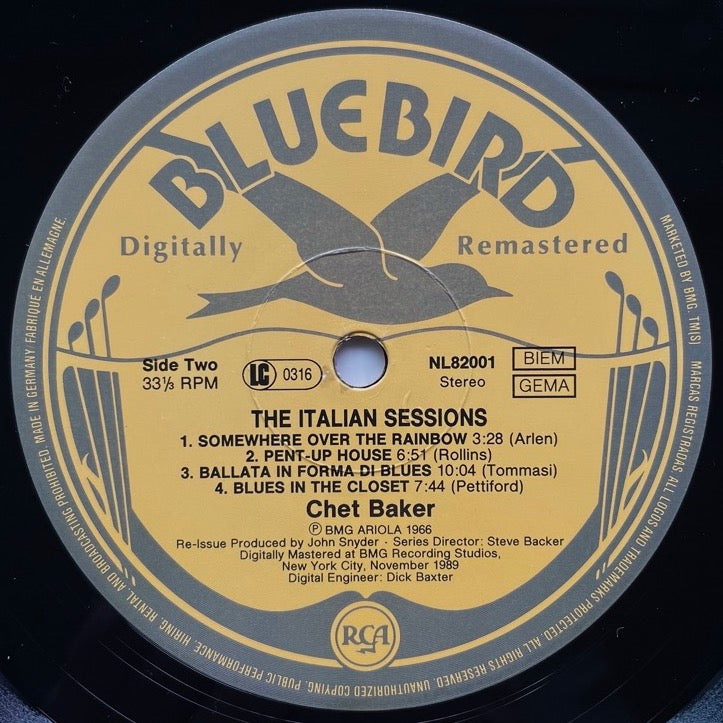 BLUEBIRD
Digitally Remastered
Side Two
33⅓ RPM
LC 0316
NL82001
Stereo
BIEM
GEMA
THE ITALIAN SESSIONS
1. SOMEWHERE OVER THE RAINBOW 3:28 (Arlen)
2. PENT-UP HOUSE 6:51 (Rollins)
3. BALLATA IN FORMA DI BLUES 10:04 (Tommasi)
4. BLUES IN THE CLOSET 7:44 (Pettiford)
Chet Baker
℗ BMG ARIOLA 1966
Re-Issue Produced by John Snyder · Series Director: Steve Backer
Digitally Mastered at BMG Recording Studios,
New York City, November 1989
Digital Engineer: Dick Baxter
RCA
MARKETED BY BMG. TM(S) MARCAS REGISTRADAS. ALL LOGOS AND TRADEMARKS PROTECTED. ALL RIGHTS RESERVED. UNAUTHORIZED COPYING, PUBLIC PERFORMANCE, HIRING, RENTAL AND BROADCASTING PROHIBITED. MADE IN GERMANY/FABRIQUE EN ALLEMAGNE.